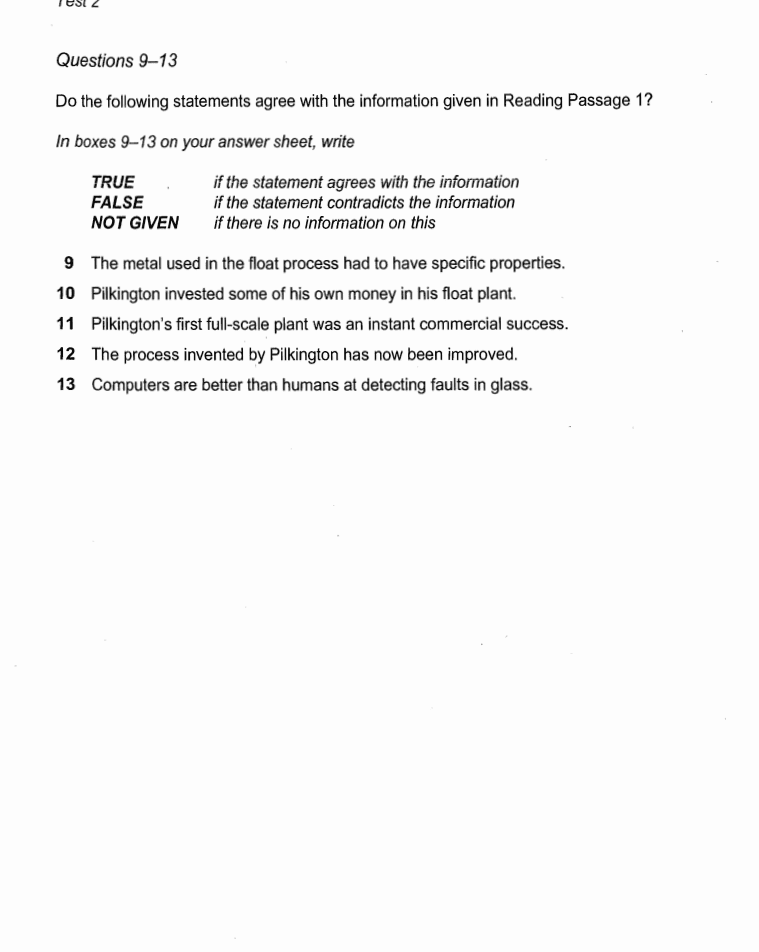 Test 2
Questions 9–13
Do the following statements agree with the information given in Reading Passage 1?
In boxes 9–13 on your answer sheet, write
TRUE if the statement agrees with the information
FALSE if the statement contradicts the information
NOT GIVEN if there is no information on this
9 The metal used in the float process had to have specific properties.
10 Pilkington invested some of his own money in his float plant.
11 Pilkington's first full-scale plant was an instant commercial success.
12 The process invented by Pilkington has now been improved.
13 Computers are better than humans at detecting faults in glass.